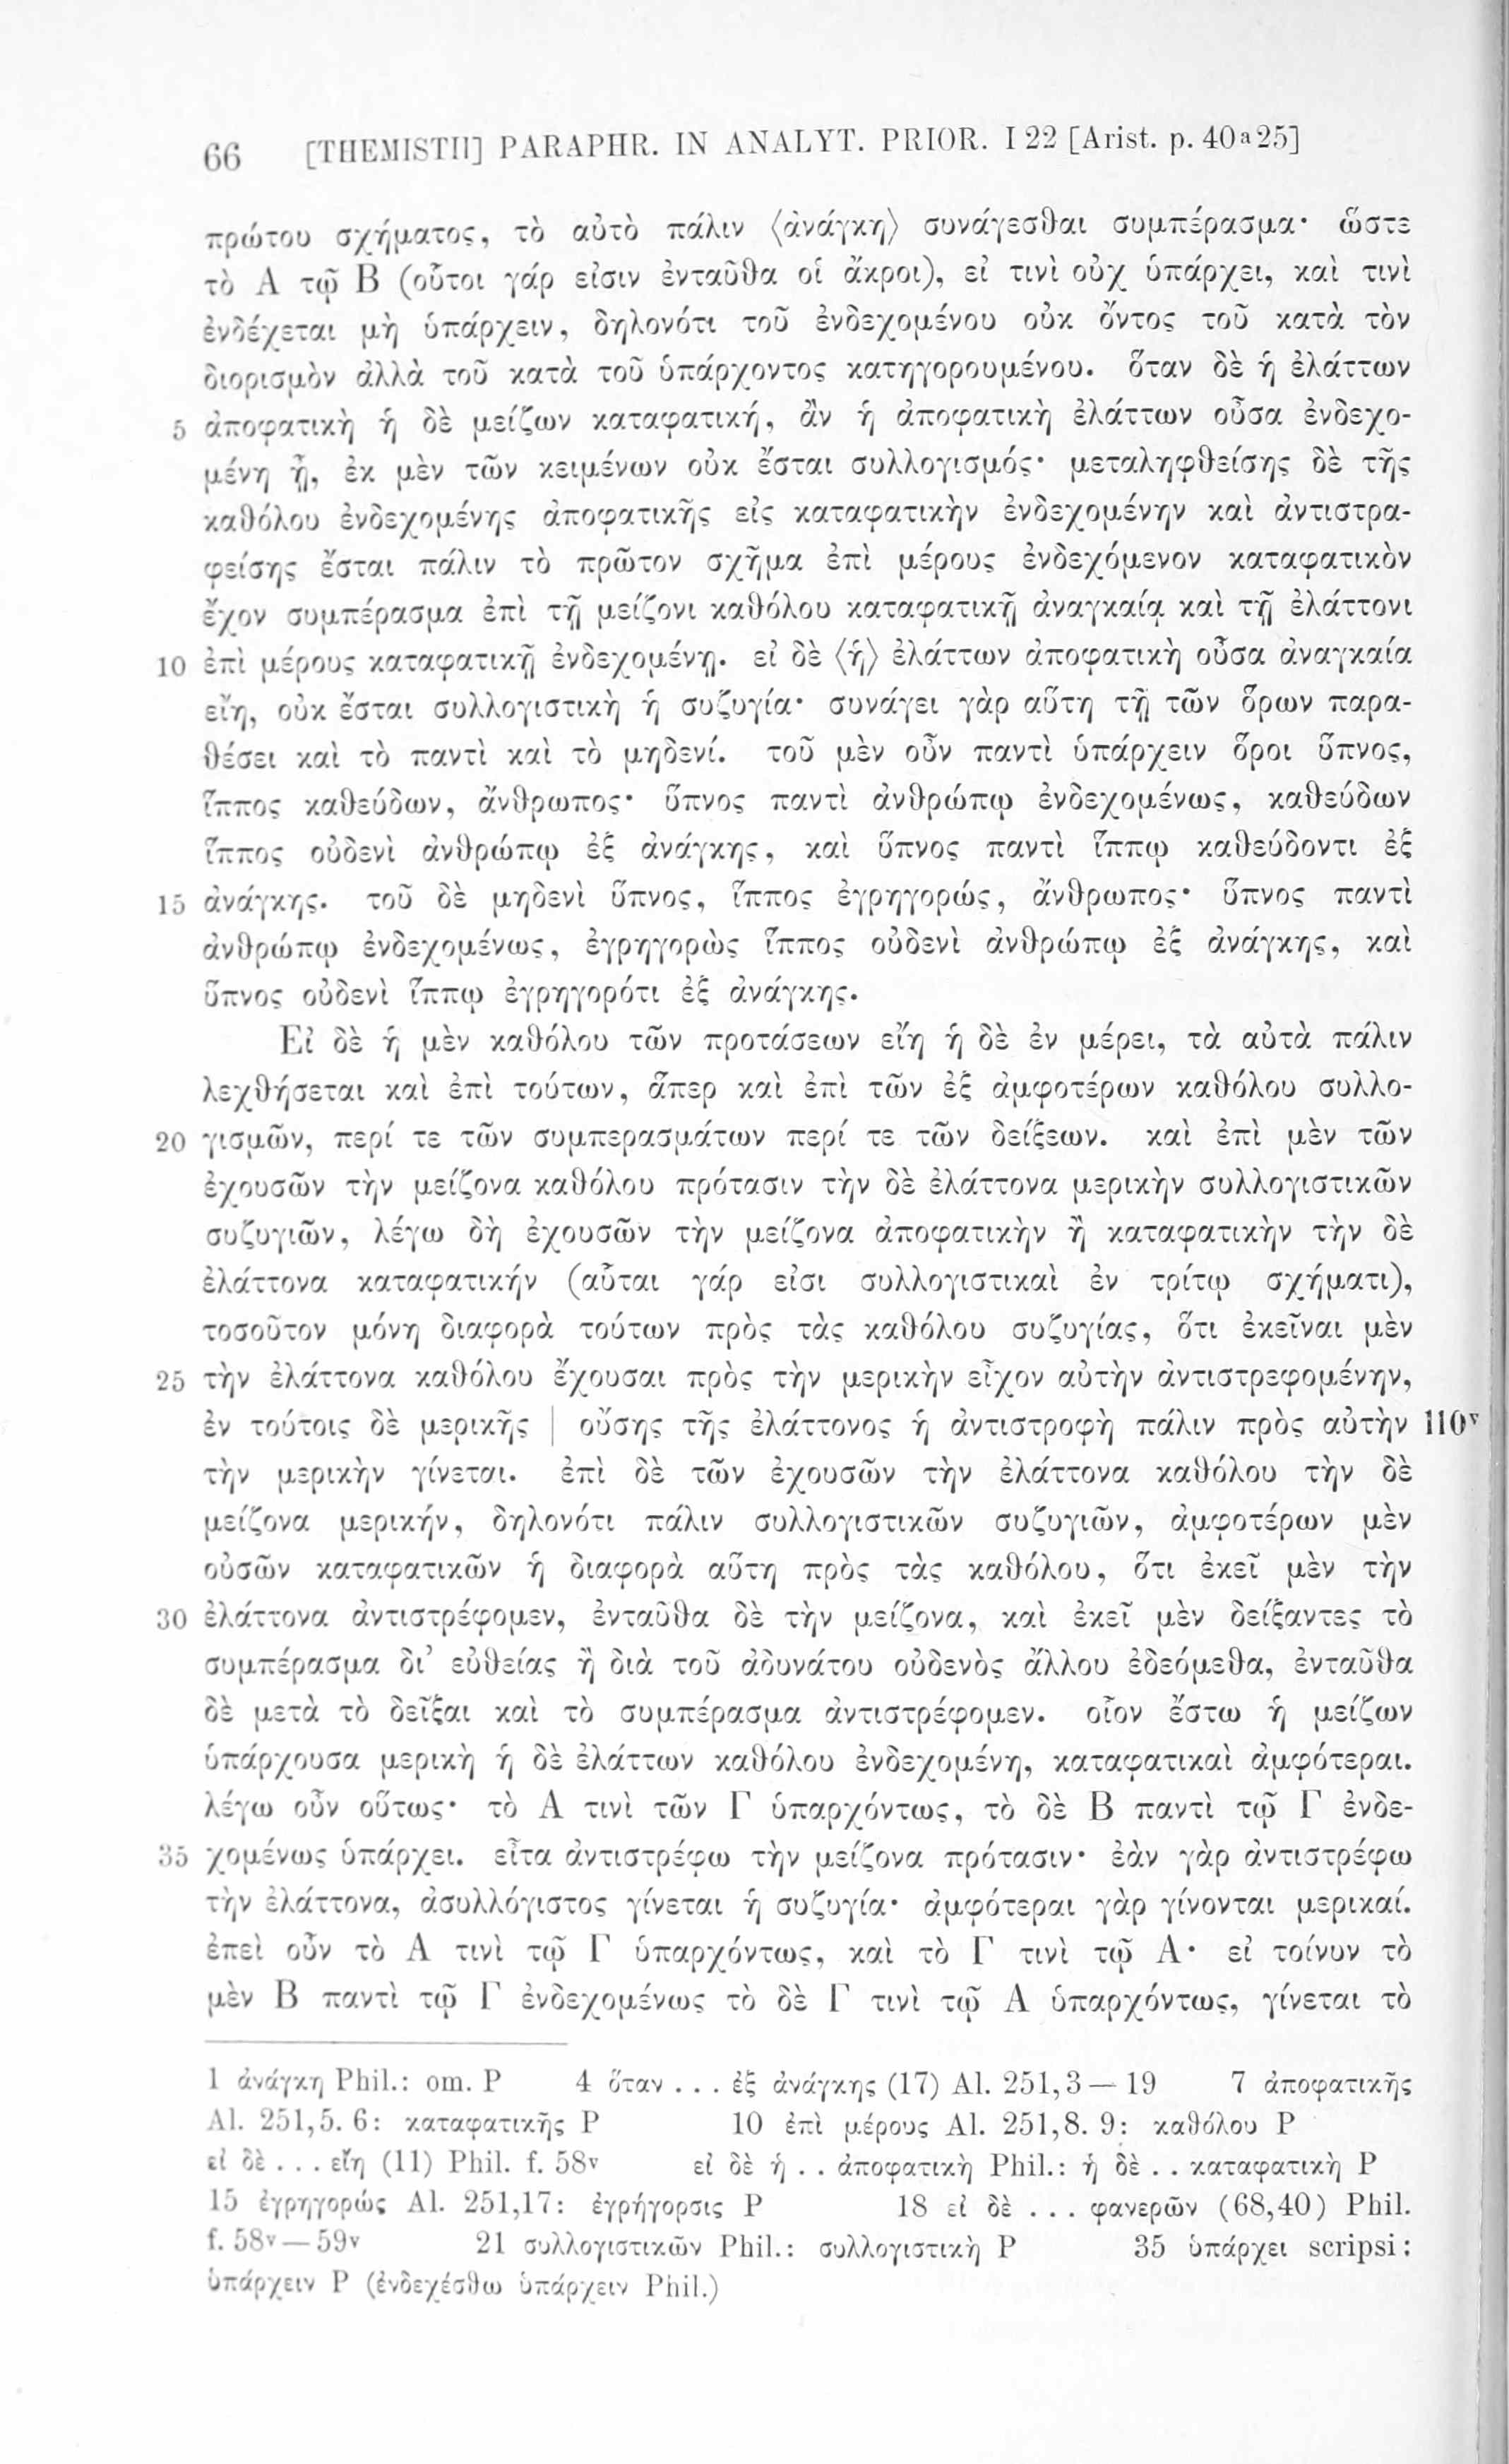 66 [THEMISTII] PARAPHR. IN ANALYT. PRIOR. I 22 [Arist. p. 40a25]
πρώτου σχήματος, τὸ αὐτὸ πάλιν ⟨ἀνάγκη⟩ συνάγεσθαι συμπέρασμα· ὥστε
τὸ Α τῷ Β (οὗτοι γάρ εἰσιν ἐνταῦθα οἱ ἄκροι), εἰ τινὶ οὐχ ὑπάρχει, καὶ τινὶ
ἐνδέχεται μὴ ὑπάρχειν, δηλονότι τοῦ ἐνδεχομένου οὐκ ὄντος τοῦ κατὰ τὸν
διορισμὸν ἀλλὰ τοῦ κατὰ τοῦ ὑπάρχοντος κατηγορουμένου. ὅταν δὲ ἡ ἐλάττων
5 ἀποφατικὴ ἡ δὲ μείζων καταφατική, ἂν ἡ ἀποφατικὴ ἐλάττων οὖσα ἐνδεχο-
μένη ᾖ, ἐκ μὲν τῶν κειμένων οὐκ ἔσται συλλογισμός· μεταληφθείσης δὲ τῆς
καθόλου ἐνδεχομένης ἀποφατικῆς εἰς καταφατικὴν ἐνδεχομένην καὶ ἀντιστρα-
φείσης ἔσται πάλιν τὸ πρῶτον σχῆμα ἐπὶ μέρους ἐνδεχόμενον καταφατικὸν
ἔχον συμπέρασμα ἐπὶ τῇ μείζονι καθόλου καταφατικῇ ἀναγκαίᾳ καὶ τῇ ἐλάττονι
10 ἐπὶ μέρους καταφατικῇ ἐνδεχομένῃ. εἰ δὲ ⟨ἡ⟩ ἐλάττων ἀποφατικὴ οὖσα ἀναγκαία
εἴη, οὐκ ἔσται συλλογιστικὴ ἡ συζυγία· συνάγει γὰρ αὕτη τῇ τῶν ὅρων παρα-
θέσει καὶ τὸ παντὶ καὶ τὸ μηδενί. τοῦ μὲν οὖν παντὶ ὑπάρχειν ὅροι ὕπνος,
ἵππος καθεύδων, ἄνθρωπος· ὕπνος παντὶ ἀνθρώπῳ ἐνδεχομένως, καθεύδων
ἵππος οὐδενὶ ἀνθρώπῳ ἐξ ἀνάγκης, καὶ ὕπνος παντὶ ἵππῳ καθεύδοντι ἐξ
15 ἀνάγκης. τοῦ δὲ μηδενὶ ὕπνος, ἵππος ἐγρηγορώς, ἄνθρωπος· ὕπνος παντὶ
ἀνθρώπῳ ἐνδεχομένως, ἐγρηγορὼς ἵππος οὐδενὶ ἀνθρώπῳ ἐξ ἀνάγκης, καὶ
ὕπνος οὐδενὶ ἵππῳ ἐγρηγορότι ἐξ ἀνάγκης.
Εἰ δὲ ἡ μὲν καθόλου τῶν προτάσεων εἴη ἡ δὲ ἐν μέρει, τὰ αὐτὰ πάλιν
λεχθήσεται καὶ ἐπὶ τούτων, ἅπερ καὶ ἐπὶ τῶν ἐξ ἀμφοτέρων καθόλου συλλο-
20 γισμῶν, περί τε τῶν συμπερασμάτων περί τε τῶν δείξεων. καὶ ἐπὶ μὲν τῶν
ἐχουσῶν τὴν μείζονα καθόλου πρότασιν τὴν δὲ ἐλάττονα μερικὴν συλλογιστικῶν
συζυγιῶν, λέγω δὴ ἐχουσῶν τὴν μείζονα ἀποφατικὴν ἢ καταφατικὴν τὴν δὲ
ἐλάττονα καταφατικήν (αὗται γάρ εἰσι συλλογιστικαὶ ἐν τρίτῳ σχήματι),
τοσοῦτον μόνη διαφορὰ τούτων πρὸς τὰς καθόλου συζυγίας, ὅτι ἐκεῖναι μὲν
25 τὴν ἐλάττονα καθόλου ἔχουσαι πρὸς τὴν μερικὴν εἶχον αὐτὴν ἀντιστρεφομένην,
ἐν τούτοις δὲ μερικῆς | οὔσης τῆς ἐλάττονος ἡ ἀντιστροφὴ πάλιν πρὸς αὐτὴν 110v
τὴν μερικὴν γίνεται. ἐπὶ δὲ τῶν ἐχουσῶν τὴν ἐλάττονα καθόλου τὴν δὲ
μείζονα μερικήν, δηλονότι πάλιν συλλογιστικῶν συζυγιῶν, ἀμφοτέρων μὲν
οὐσῶν καταφατικῶν ἡ διαφορὰ αὕτη πρὸς τὰς καθόλου, ὅτι ἐκεῖ μὲν τὴν
30 ἐλάττονα ἀντιστρέφομεν, ἐνταῦθα δὲ τὴν μείζονα, καὶ ἐκεῖ μὲν δείξαντες τὸ
συμπέρασμα δι' εὐθείας ἢ διὰ τοῦ ἀδυνάτου οὐδενὸς ἄλλου ἐδεόμεθα, ἐνταῦθα
δὲ μετὰ τὸ δεῖξαι καὶ τὸ συμπέρασμα ἀντιστρέφομεν. οἷον ἔστω ἡ μείζων
ὑπάρχουσα μερικὴ ἡ δὲ ἐλάττων καθόλου ἐνδεχομένη, καταφατικαὶ ἀμφότεραι.
λέγω οὖν οὕτως· τὸ Α τινὶ τῶν Γ ὑπαρχόντως, τὸ δὲ Β παντὶ τῷ Γ ἐνδε-
35 χομένως ὑπάρχει. εἶτα ἀντιστρέφω τὴν μείζονα πρότασιν· ἐὰν γὰρ ἀντιστρέφω
τὴν ἐλάττονα, ἀσυλλόγιστος γίνεται ἡ συζυγία· ἀμφότεραι γὰρ γίνονται μερικαί.
ἐπεὶ οὖν τὸ Α τινὶ τῷ Γ ὑπαρχόντως, καὶ τὸ Γ τινὶ τῷ Α· εἰ τοίνυν τὸ
μὲν Β παντὶ τῷ Γ ἐνδεχομένως τὸ δὲ Γ τινὶ τῷ Α ὑπαρχόντως, γίνεται τὸ
1 ἀνάγκη Phil.: om. P 4 ὅταν . . . ἐξ ἀνάγκης (17) Al. 251,3—19 7 ἀποφατικῆς
Al. 251,5. 6: καταφατικῆς P 10 ἐπὶ μέρους Al. 251,8. 9: καθόλου P
εἰ δὲ . . . εἴη (11) Phil. f. 58v εἰ δὲ ἡ . . ἀποφατικὴ Phil.: ἡ δὲ . . καταφατικὴ P
15 ἐγρηγορώς Al. 251,17: ἐγρήγορσις P 18 εἰ δὲ . . . φανερῶν (68,40) Phil.
f. 58v—59v 21 συλλογιστικῶν Phil.: συλλογιστικὴ P 35 ὑπάρχει scripsi:
ὑπάρχειν P (ἐνδεχέσθω ὑπάρχειν Phil.)